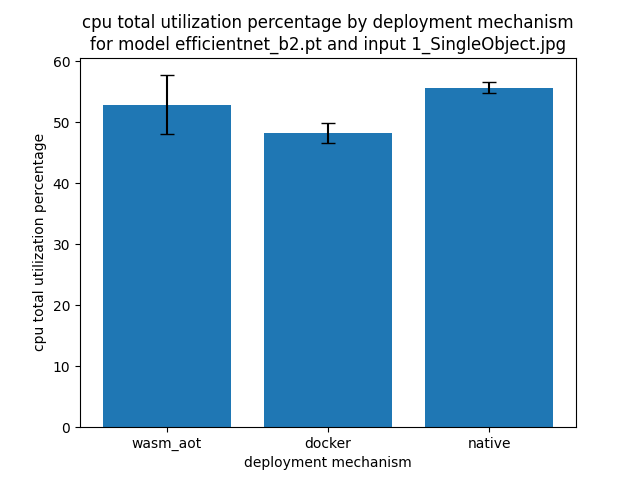 cpu total utilization percentage by deployment mechanism
for model efficientnet_b2.pt and input 1_SingleObject.jpg
cpu total utilization percentage
60
50
40
30
20
10
0
wasm_aot docker native
deployment mechanism